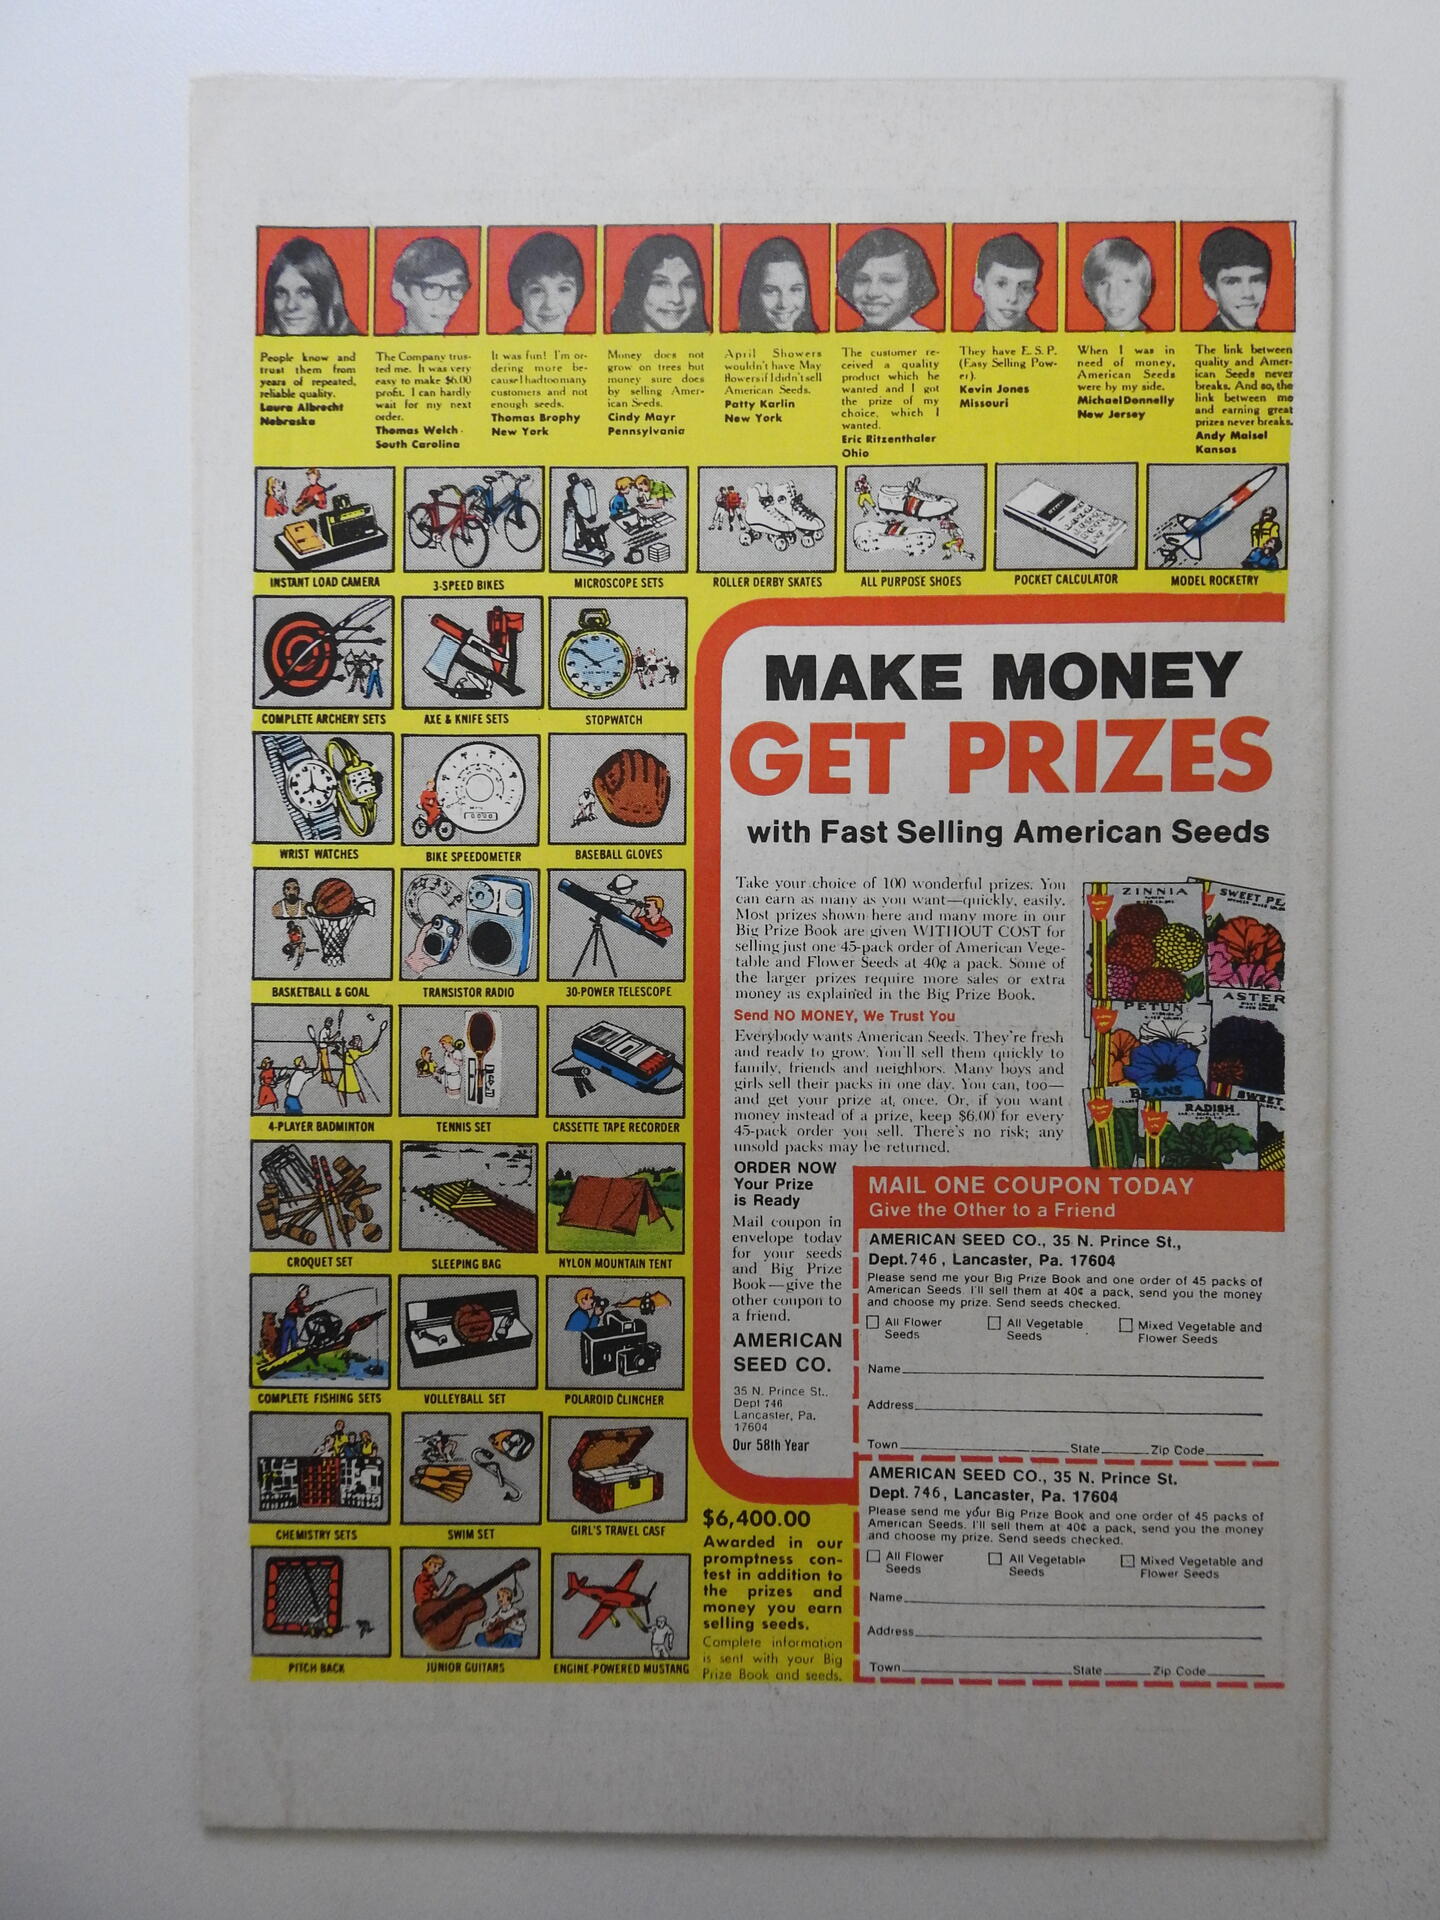 People know and
trust them from
years of repeated,
reliable quality.
Laura Albrecht
Nebraska
The Company trus-
ted me. It was very
easy to make $6.00
profit. I can hardly
wait for my next
order.
Thomas Welch
South Carolina
It was fun! I'm or-
dering more be-
cause I had too many
customers and not
enough seeds.
Thomas Brophy
New York
Money does not
grow on trees but
money sure does
by selling Amer-
ican Seeds.
Cindy Mayr
Pennsylvania
April Showers
wouldn't have May
flowers if I didn't sell
American Seeds.
Patty Karlin
New York
The customer re-
ceived a quality
product which he
wanted and I got
the prize of my
choice, which I
wanted.
Eric Ritzenthaler
Ohio
They have E.S.P.
(Easy Selling Pow-
er).
Kevin Jones
Missouri
When I was in
need of money,
American Seeds
were by my side.
Michael Donnelly
New Jersey
The link between
quality and Amer-
ican Seeds never
breaks. And so, the
link between me
and earning great
prizes never breaks.
Andy Maisel
Kansas
INSTANT LOAD CAMERA
3-SPEED BIKES
MICROSCOPE SETS
ROLLER DERBY SKATES
ALL PURPOSE SHOES
POCKET CALCULATOR
MODEL ROCKETRY
COMPLETE ARCHERY SETS
AXE & KNIFE SETS
STOPWATCH
WRIST WATCHES
BIKE SPEEDOMETER
BASEBALL GLOVES
BASKETBALL & GOAL
TRANSISTOR RADIO
30-POWER TELESCOPE
4-PLAYER BADMINTON
TENNIS SET
CASSETTE TAPE RECORDER
CROQUET SET
SLEEPING BAG
NYLON MOUNTAIN TENT
COMPLETE FISHING SETS
VOLLEYBALL SET
POLAROID CLINCHER
CHEMISTRY SETS
SWIM SET
GIRL'S TRAVEL CASE
PITCH BACK
JUNIOR GUITARS
ENGINE-POWERED MUSTANG
MAKE MONEY
GET PRIZES
with Fast Selling American Seeds
Take your choice of 100 wonderful prizes. You
can earn as many as you want—quickly, easily.
Most prizes shown here and many more in our
Big Prize Book are given WITHOUT COST for
selling just one 45-pack order of American Vege-
table and Flower Seeds at 40¢ a pack. Some of
the larger prizes require more sales or extra
money as explained in the Big Prize Book.
Send NO MONEY, We Trust You
Everybody wants American Seeds. They're fresh
and ready to grow. You'll sell them quickly to
family, friends and neighbors. Many boys and
girls sell their packs in one day. You can, too—
and get your prize at once. Or, if you want
money instead of a prize, keep $6.00 for every
45-pack order you sell. There's no risk; any
unsold packs may be returned.
ZINNIA
SWEET PE
ASTER
PETUN
BEANS
RADISH
SWEET
ORDER NOW
Your Prize
is Ready
Mail coupon in
envelope today
for your seeds
and Big Prize
Book—give the
other coupon to
a friend.
AMERICAN
SEED CO.
35 N. Prince St.,
Dept 746
Lancaster, Pa.
17604
Our 58th Year
MAIL ONE COUPON TODAY
Give the Other to a Friend
AMERICAN SEED CO., 35 N. Prince St.,
Dept. 746, Lancaster, Pa. 17604
Please send me your Big Prize Book and one order of 45 packs of
American Seeds. I'll sell them at 40¢ a pack, send you the money
and choose my prize. Send seeds checked.
All Flower
Seeds
All Vegetable
Seeds
Mixed Vegetable and
Flower Seeds
Name
Address
Town State Zip Code
AMERICAN SEED CO., 35 N. Prince St.
Dept. 746, Lancaster, Pa. 17604
Please send me your Big Prize Book and one order of 45 packs of
American Seeds. I'll sell them at 40¢ a pack, send you the money
and choose my prize. Send seeds checked.
All Flower
Seeds
All Vegetable
Seeds
Mixed Vegetable and
Flower Seeds
Name
Address
Town State Zip Code
$6,400.00
Awarded in our
promptness con-
test in addition to
the prizes and
money you earn
selling seeds.
Complete information
is sent with your Big
Prize Book and seeds.